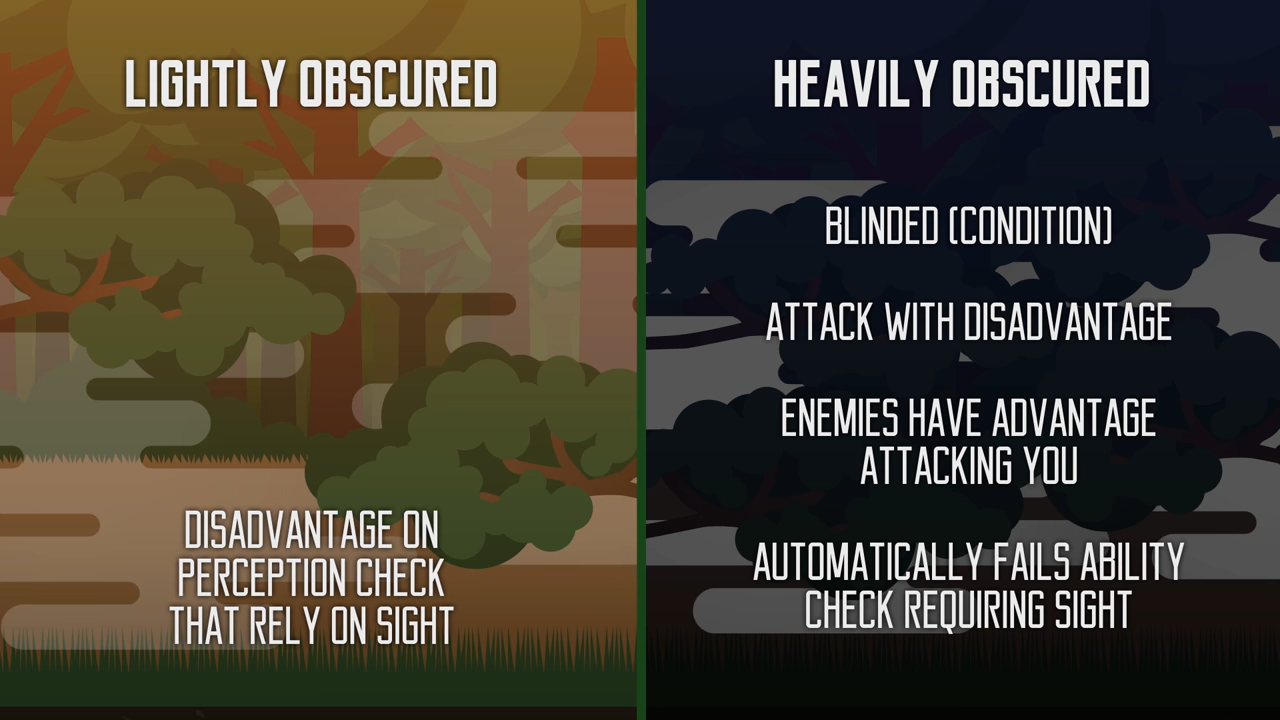 LIGHTLY OBSCURED
DISADVANTAGE ON
PERCEPTION CHECK
THAT RELY ON SIGHT
HEAVILY OBSCURED
BLINDED (CONDITION)
ATTACK WITH DISADVANTAGE
ENEMIES HAVE ADVANTAGE
ATTACKING YOU
AUTOMATICALLY FAILS ABILITY
CHECK REQUIRING SIGHT